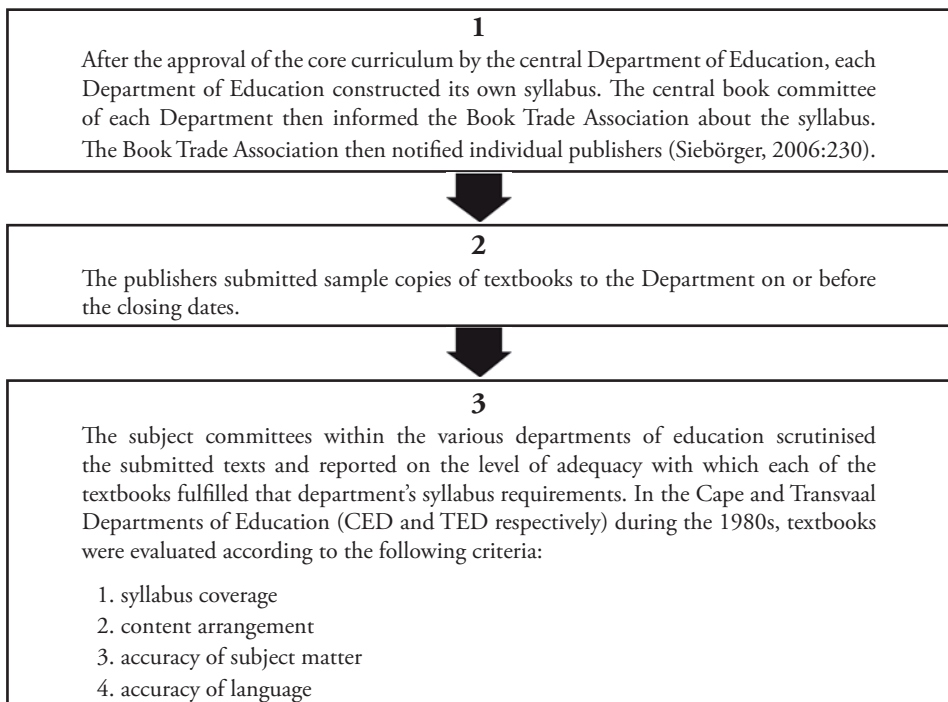 1
After the approval of the core curriculum by the central Department of Education, each
Department of Education constructed its own syllabus. The central book committee
of each Department then informed the Book Trade Association about the syllabus.
The Book Trade Association then notified individual publishers (Siebörger, 2006:230).
2
The publishers submitted sample copies of textbooks to the Department on or before
the closing dates.
3
The subject committees within the various departments of education scrutinised
the submitted texts and reported on the level of adequacy with which each of the
textbooks fulfilled that department's syllabus requirements. In the Cape and Transvaal
Departments of Education (CED and TED respectively) during the 1980s, textbooks
were evaluated according to the following criteria:
1. syllabus coverage
2. content arrangement
3. accuracy of subject matter
4. accuracy of language